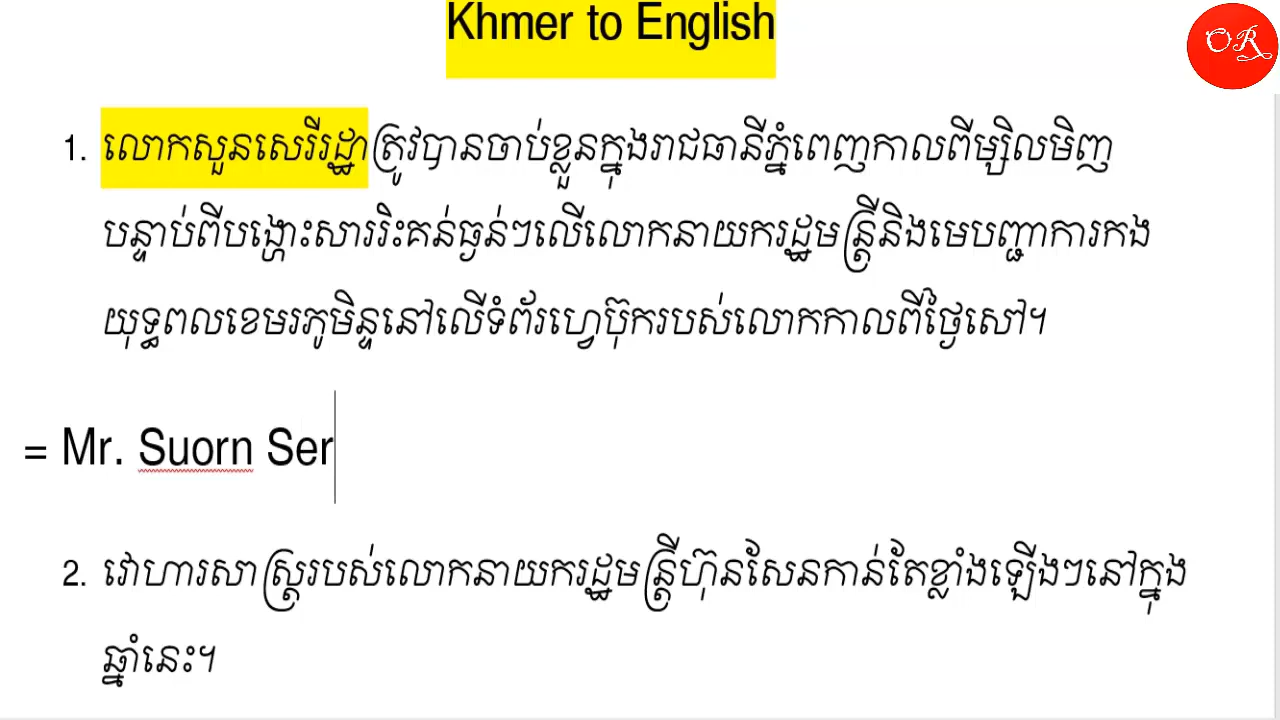 Khmer to English
OR
1. លោកសួនសេរីរដ្ឋាត្រូវបានចាប់ខ្លួនក្នុងរាជធានីភ្នំពេញកាលពីម្សិលមិញ
បន្ទាប់ពីបង្ហោះសាររិះគន់ធ្ងន់ៗលើលោកនាយករដ្ឋមន្ត្រីនិងមេបញ្ជាការកង
យុទ្ធពលខេមរភូមិន្ទនៅលើទំព័រហ្វេប៊ុករបស់លោកកាលពីថ្ងៃសៅ។
= Mr. Suorn Ser
2. វោហារសាស្ត្ររបស់លោកនាយករដ្ឋមន្ត្រីហ៊ុនសែនកាន់តែខ្លាំងឡើងៗនៅក្នុង
ឆ្នាំនេះ។